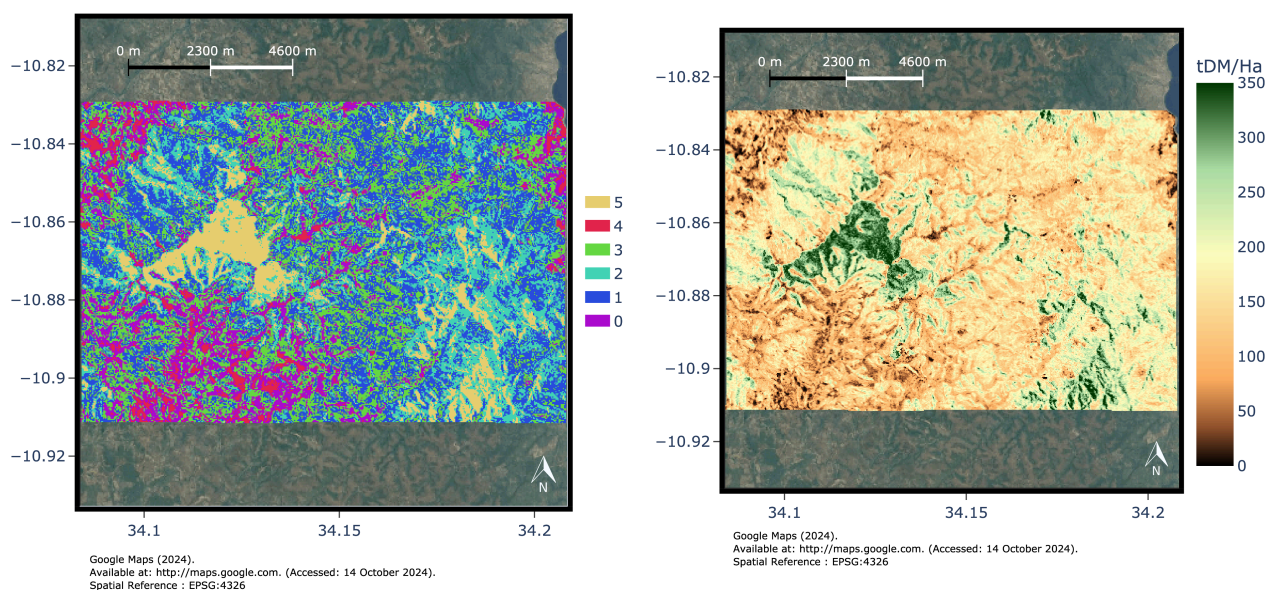 0 m 2300 m 4600 m
−10.82
−10.84
−10.86
−10.88
−10.9
−10.92
34.1 34.15 34.2
N
5
4
3
2
1
0
Google Maps (2024).
Available at: http://maps.google.com. (Accessed: 14 October 2024).
Spatial Reference : EPSG:4326
0 m 2300 m 4600 m
−10.82
−10.84
−10.86
−10.88
−10.9
−10.92
34.1 34.15 34.2
N
tDM/Ha
350
300
250
200
150
100
50
0
Google Maps (2024).
Available at: http://maps.google.com. (Accessed: 14 October 2024).
Spatial Reference : EPSG:4326